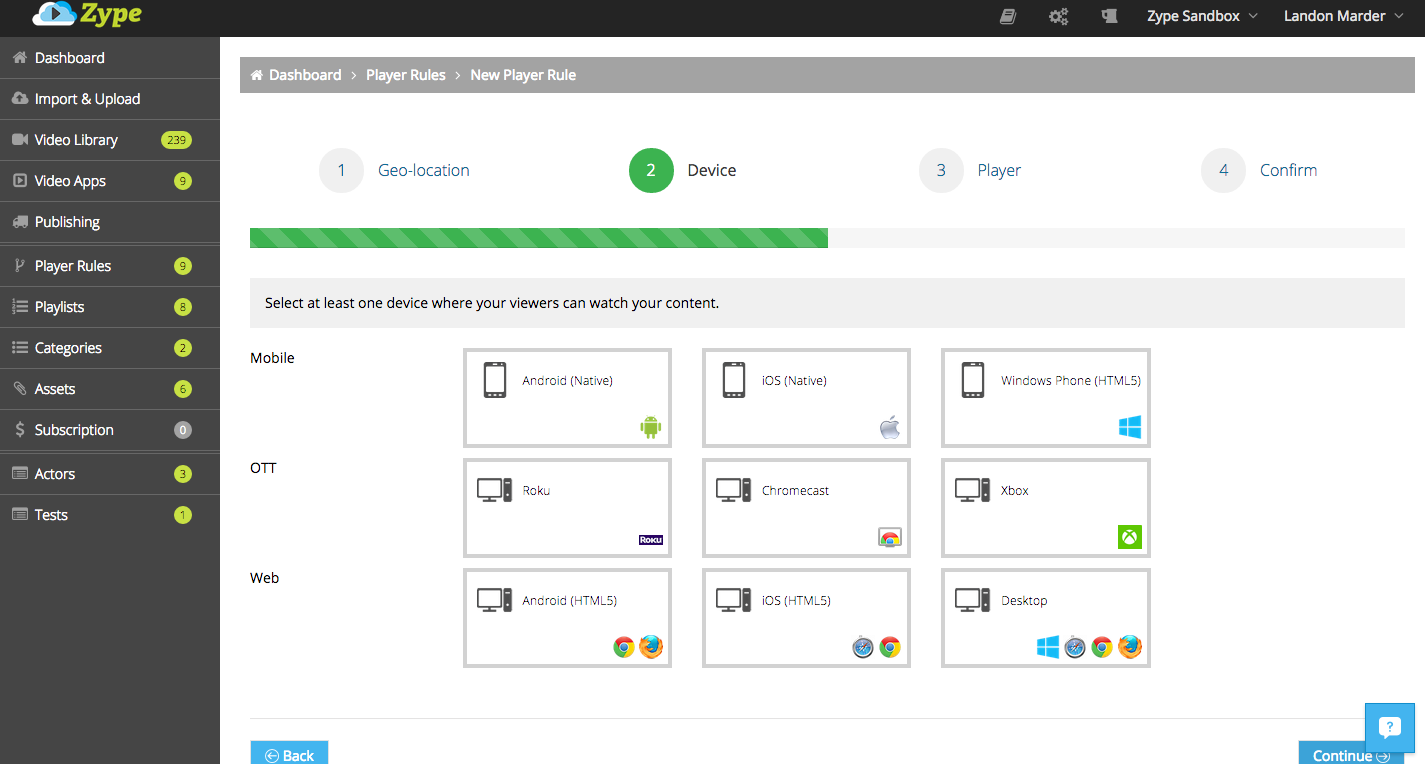 Zype
Zype Sandbox
Landon Marder
Dashboard
Import & Upload
Video Library 239
Video Apps 9
Publishing
Player Rules 9
Playlists 8
Categories 2
Assets 6
$ Subscription 0
Actors 3
Tests 1
Dashboard > Player Rules > New Player Rule
1 Geo-location
2 Device
3 Player
4 Confirm
Select at least one device where your viewers can watch your content.
Mobile
Android (Native)
iOS (Native)
Windows Phone (HTML5)
OTT
Roku
ROKU
Chromecast
Xbox
Web
Android (HTML5)
iOS (HTML5)
Desktop
Back
Continue
?